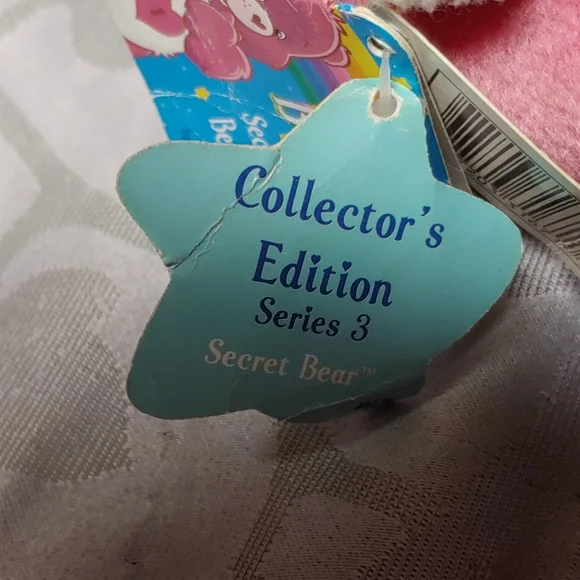 Collector's
Edition
Series 3
Secret Bear™